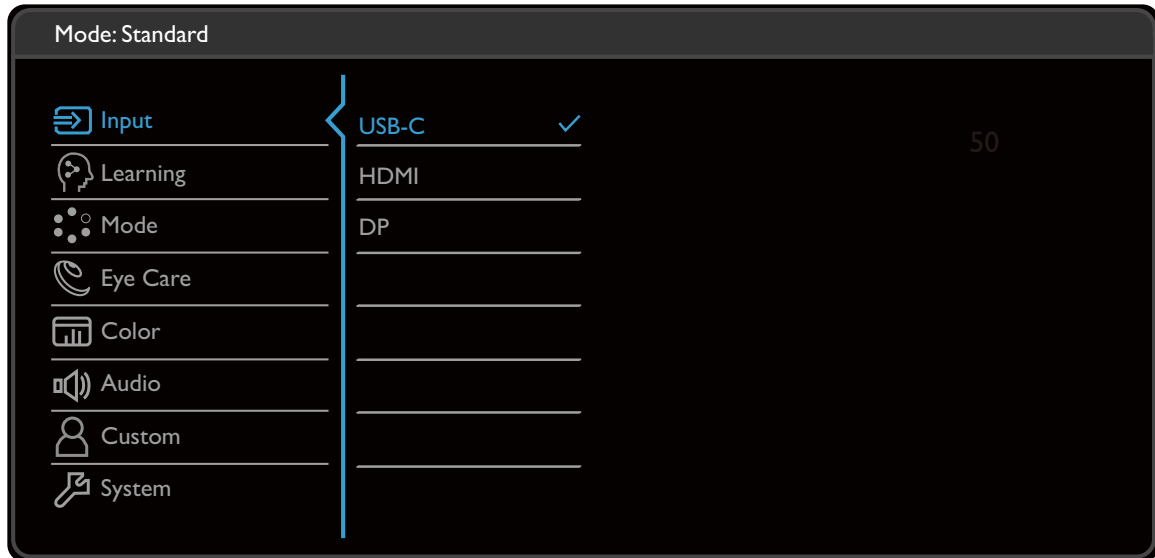 Mode: Standard
Input
USB-C
50
Learning
HDMI
Mode
DP
Eye Care
Color
Audio
Custom
System